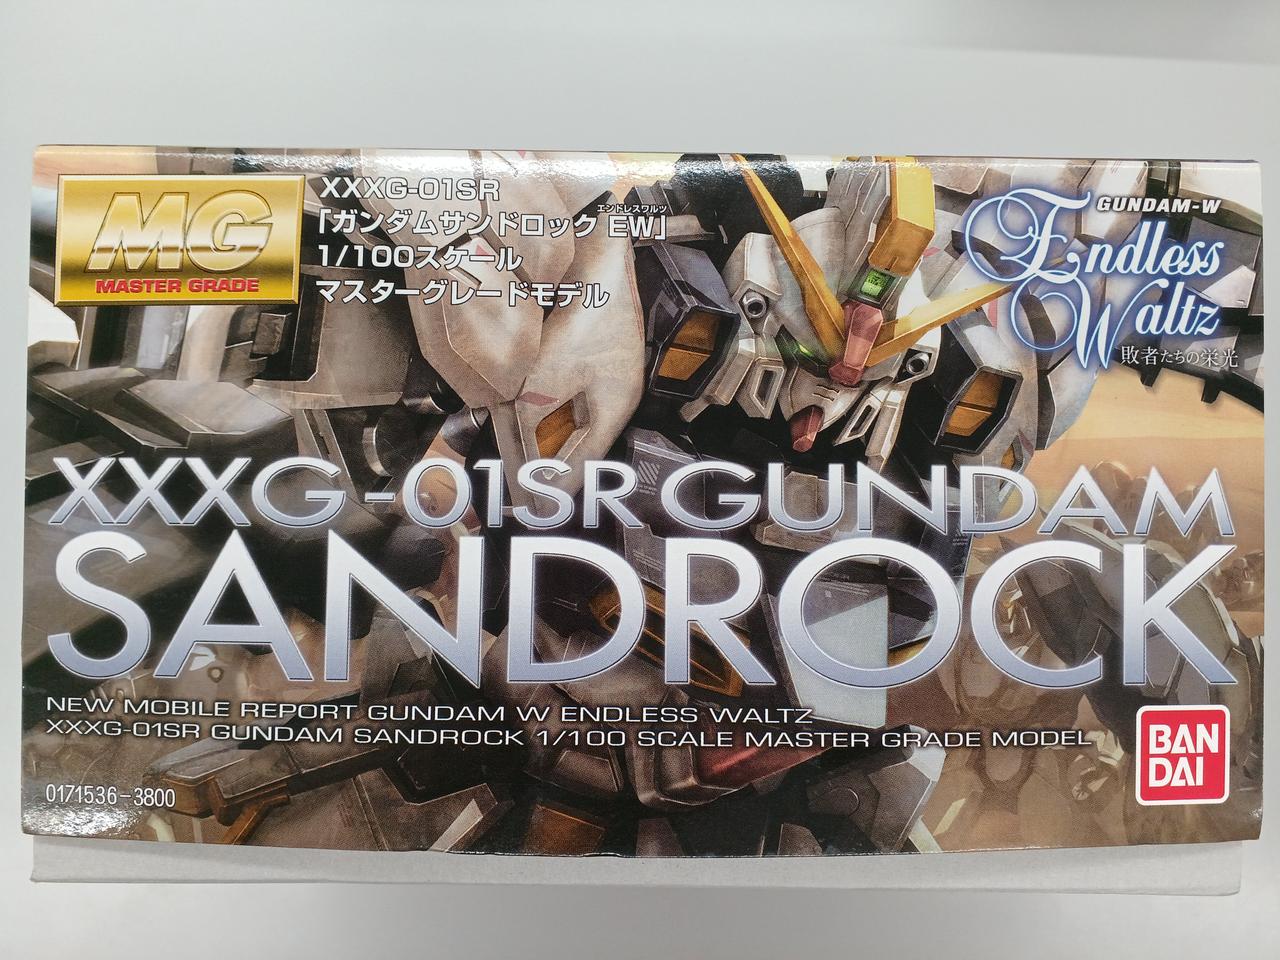 MG
MASTER GRADE
XXXG-01SR
エンドレスワルツ
「ガンダムサンドロック EW」
1/100スケール
マスターグレードモデル
GUNDAM-W
Endless
Waltz
敗者たちの栄光
XXXG-01SR GUNDAM
SANDROCK
NEW MOBILE REPORT GUNDAM W ENDLESS WALTZ
XXXG-01SR GUNDAM SANDROCK 1/100 SCALE MASTER GRADE MODEL
0171536-3800
BAN
DAI